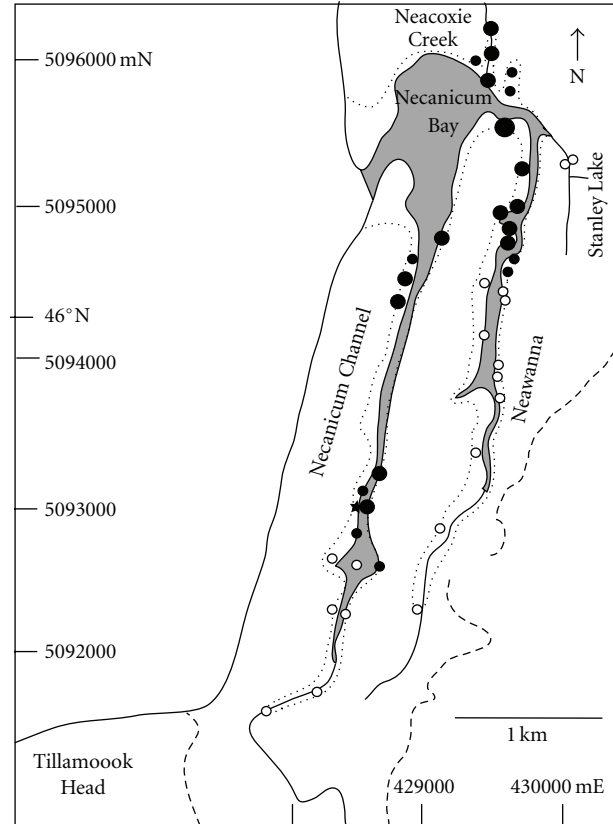 Neacoxie
Creek
5096000 mN
N
Necanicum
Bay
Stanley Lake
5095000
46° N
5094000
Necanicum Channel
Neawanna
5093000
5092000
1 km
Tillamoook
Head
429000
430000 mE